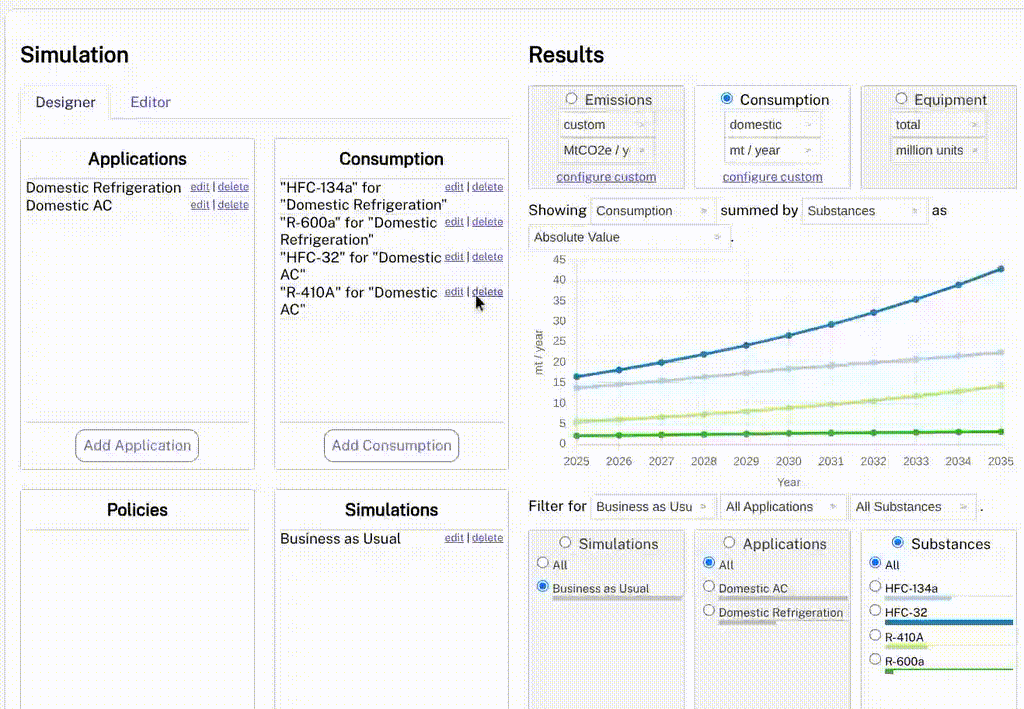 Simulation
Designer
Editor
Applications
Domestic Refrigeration edit | delete
Domestic AC edit | delete
Add Application
Consumption
"HFC-134a" for edit | delete
"Domestic Refrigeration"
"R-600a" for "Domestic edit | delete
Refrigeration"
"HFC-32" for "Domestic edit | delete
AC"
"R-410A" for "Domestic edit | delete
AC"
Add Consumption
Policies
Simulations
Business as Usual edit | delete
Results
Emissions
custom
MtCO2e / y
configure custom
Consumption
domestic
mt / year
configure custom
Equipment
total
million units
Showing Consumption summed by Substances as
Absolute Value .
45
40
35
30
25
20
15
10
5
0
mt / year
2025 2026 2027 2028 2029 2030 2031 2032 2033 2034 2035
Year
Filter for Business as Usu All Applications All Substances .
Simulations
All
Business as Usual
Applications
All
Domestic AC
Domestic Refrigeration
Substances
All
HFC-134a
HFC-32
R-410A
R-600a